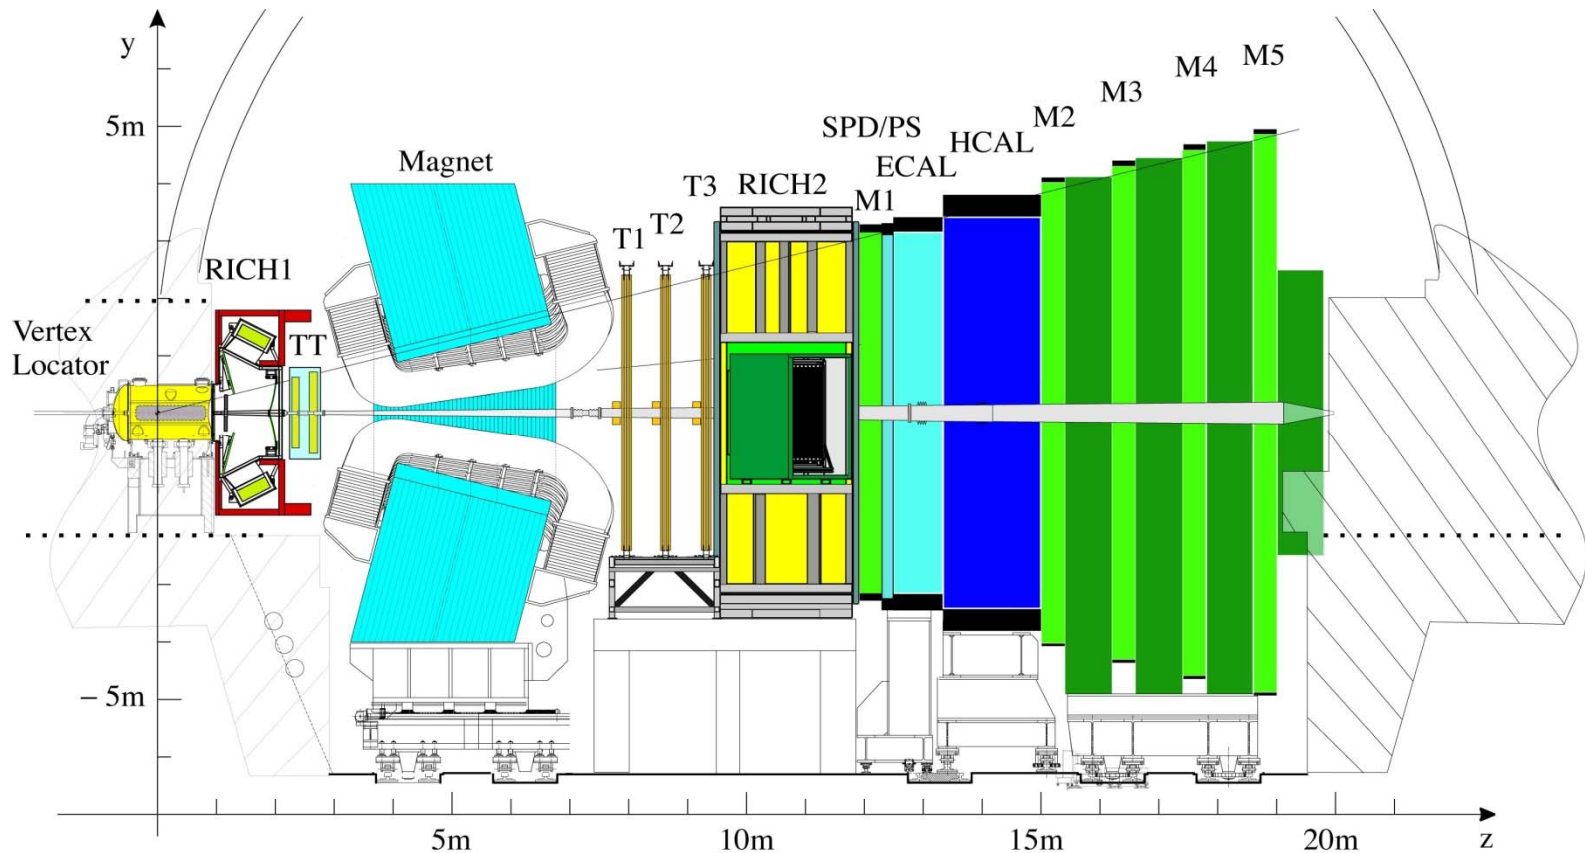 y
5m
M5
M4
M3
M2
SPD/PS
HCAL
ECAL
Magnet
T3
RICH2
M1
T2
T1
RICH1
Vertex
Locator
TT
− 5m
5m
10m
15m
20m
z